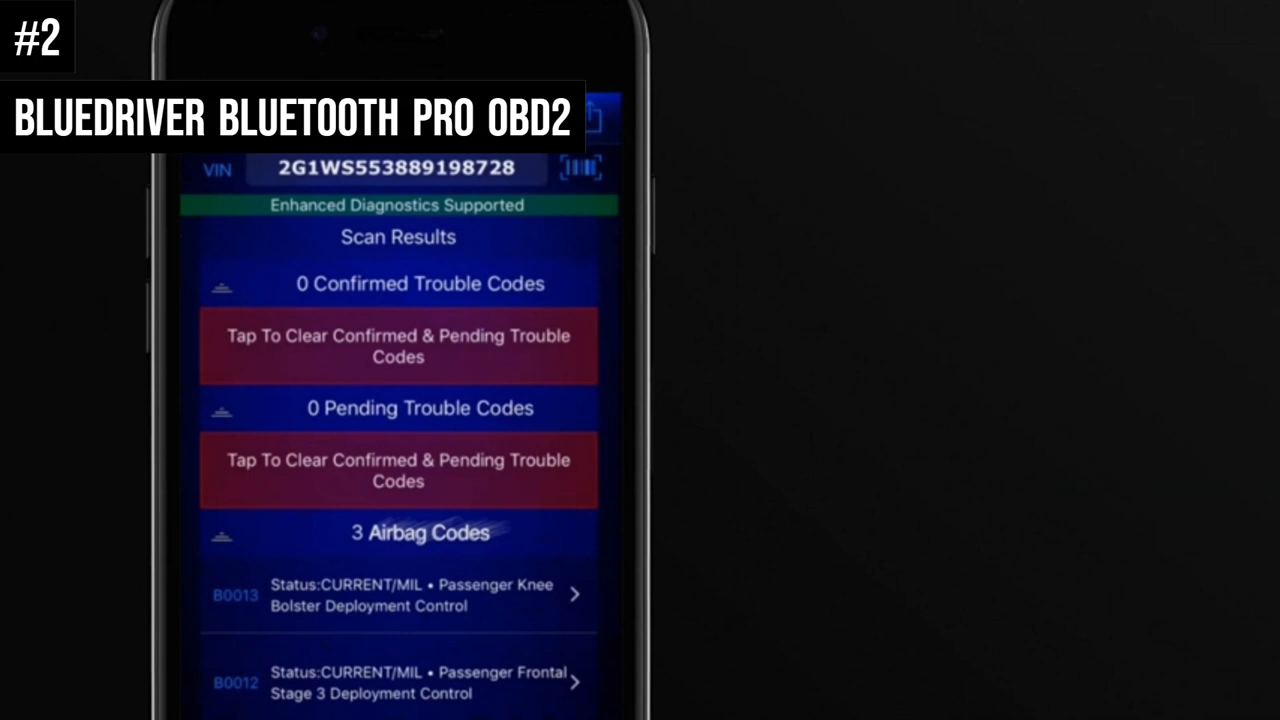 #2
BLUEDRIVER BLUETOOTH PRO OBD2
VIN 2G1WS553889198728
Enhanced Diagnostics Supported
Scan Results
0 Confirmed Trouble Codes
Tap To Clear Confirmed & Pending Trouble
Codes
0 Pending Trouble Codes
Tap To Clear Confirmed & Pending Trouble
Codes
3 Airbag Codes
B0013 Status:CURRENT/MIL • Passenger Knee
Bolster Deployment Control
B0012 Status:CURRENT/MIL • Passenger Frontal
Stage 3 Deployment Control